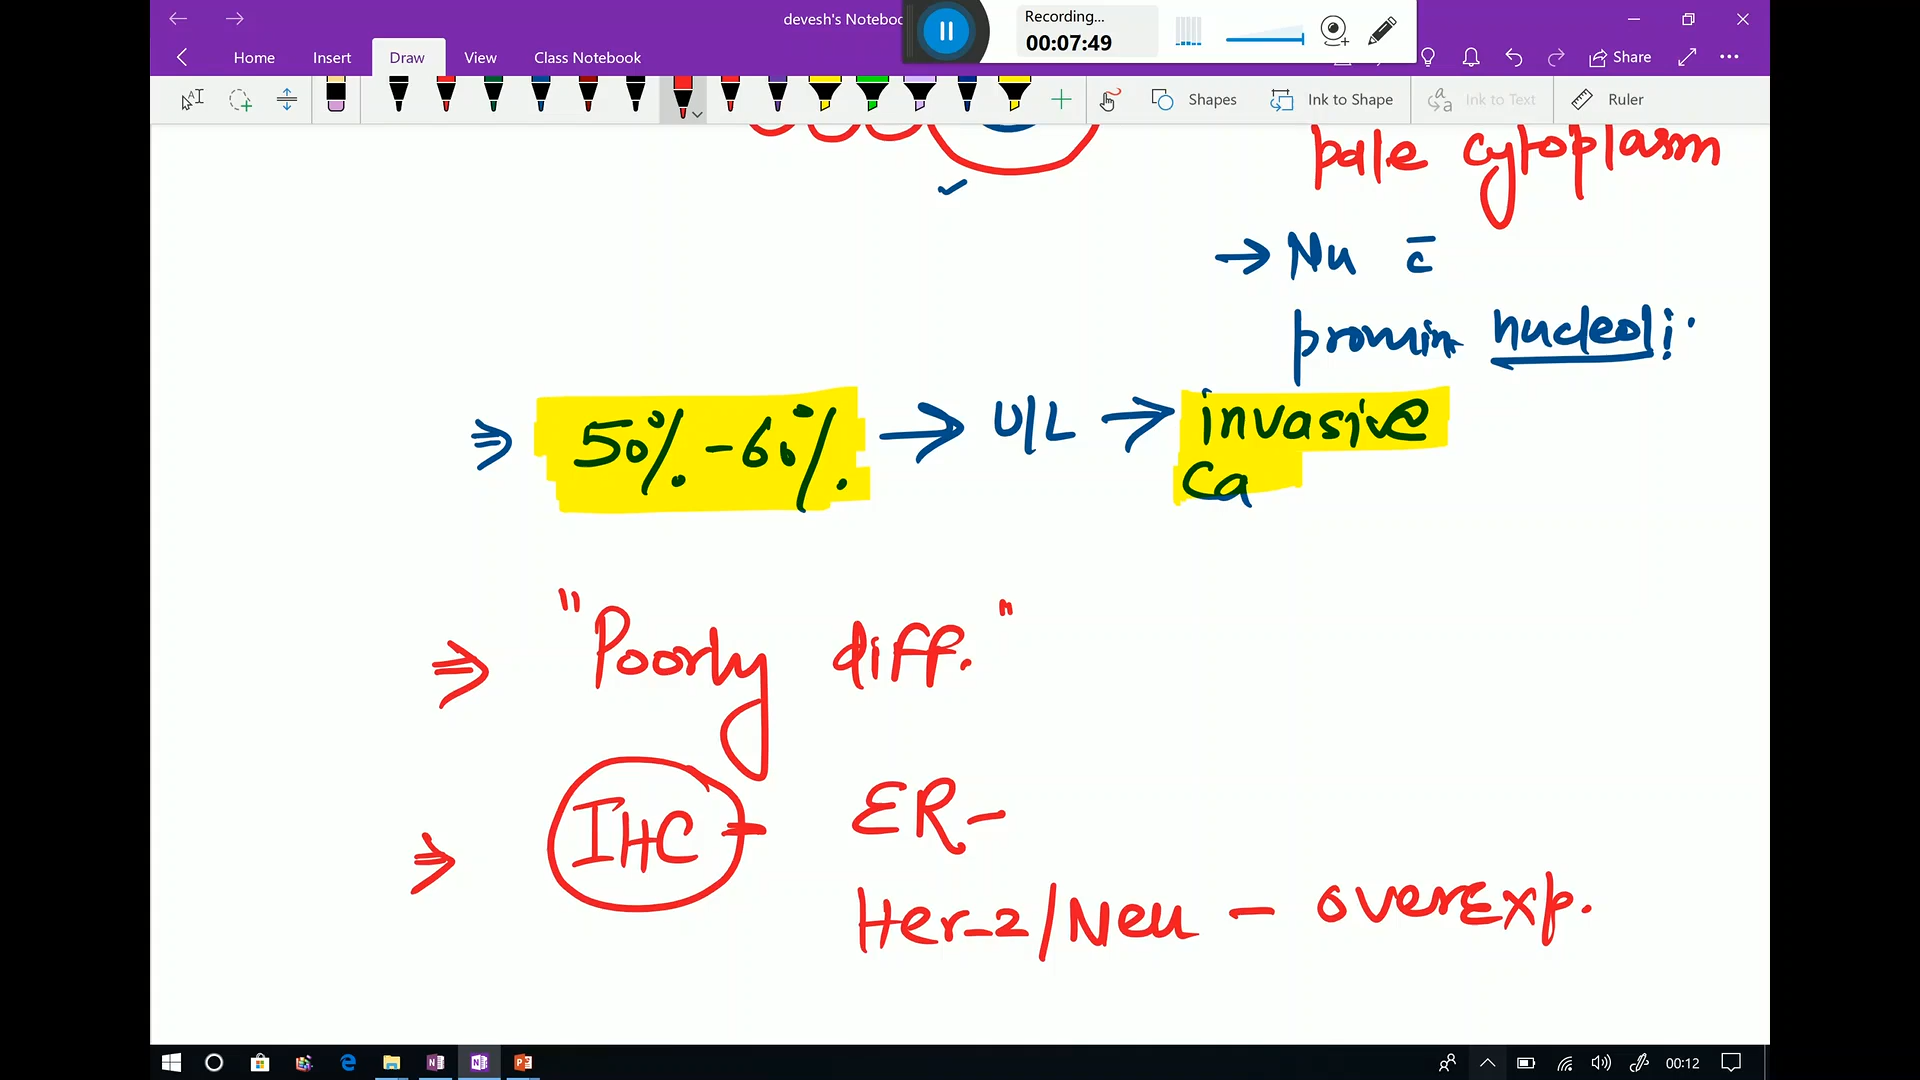 devesh's Noteboo
Recording...
00:07:49
Home Insert Draw View Class Notebook
Share
Shapes Ink to Shape Ink to Text Ruler
pale cytoplasm
→ Nu c̄
promin nucleoli.
⇒ 50% - 60% → U/L → invasive
Ca
⇒ "Poorly diff."
⇒ IHC - ER-
Her-2/Neu - overExp.
00:12